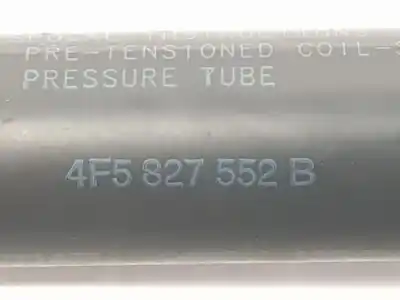 PRE-TENSIONED COIL-S
PRESSURE TUBE
4F5 827 552 B